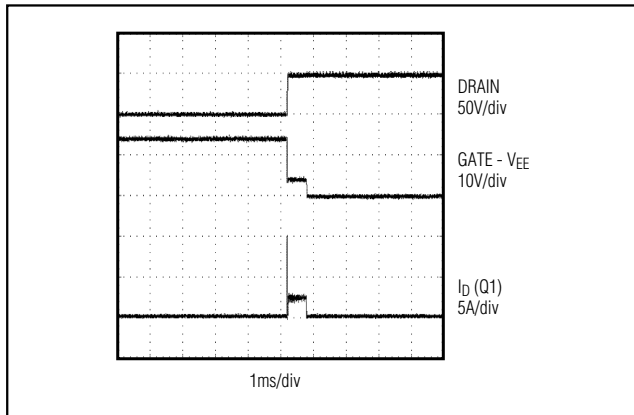 DRAIN
50V/div
GATE - VEE
10V/div
ID (Q1)
5A/div
1ms/div